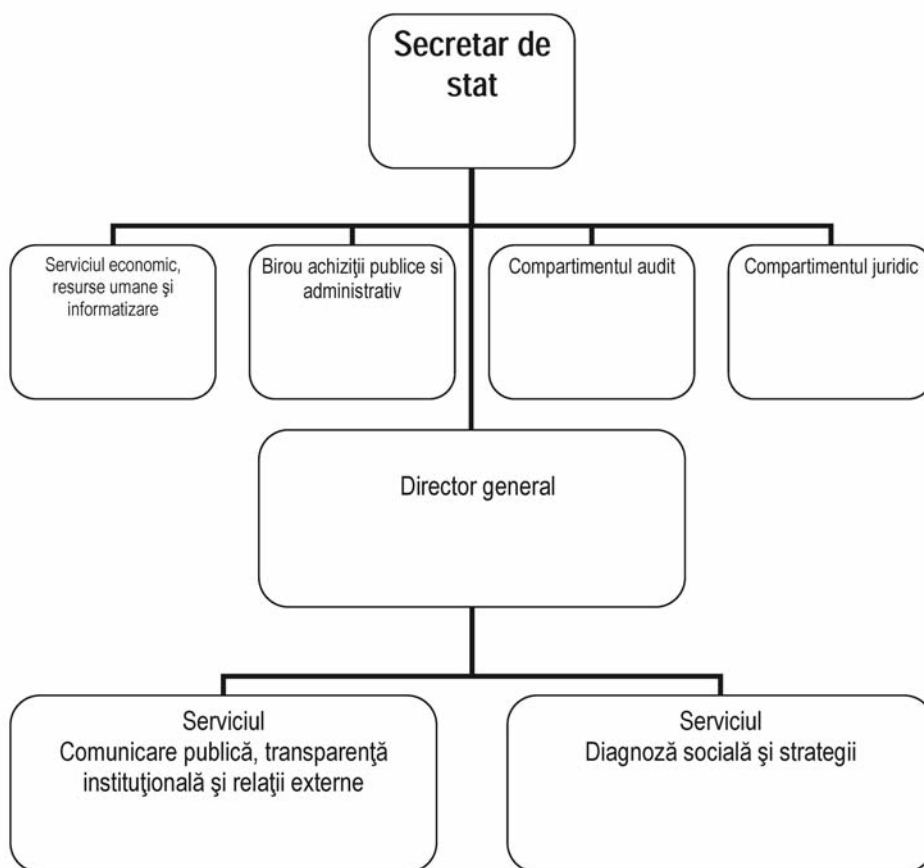 Secretar de
stat
Serviciul economic,
resurse umane şi
informatizare
Birou achiziţii publice si
administrativ
Compartimentul audit
Compartimentul juridic
Director general
Serviciul
Comunicare publică, transparenţă
instituţională şi relaţii externe
Serviciul
Diagnoză socială şi strategii